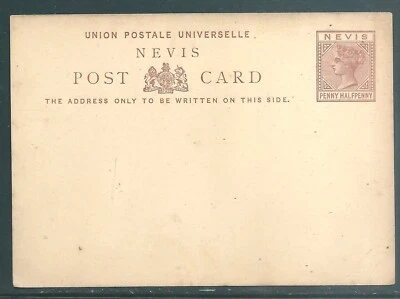 UNION POSTALE UNIVERSELLE.
NEVIS
POST CARD
THE ADDRESS ONLY TO BE WRITTEN ON THIS SIDE.
NEVIS
PENNY HALFPENNY